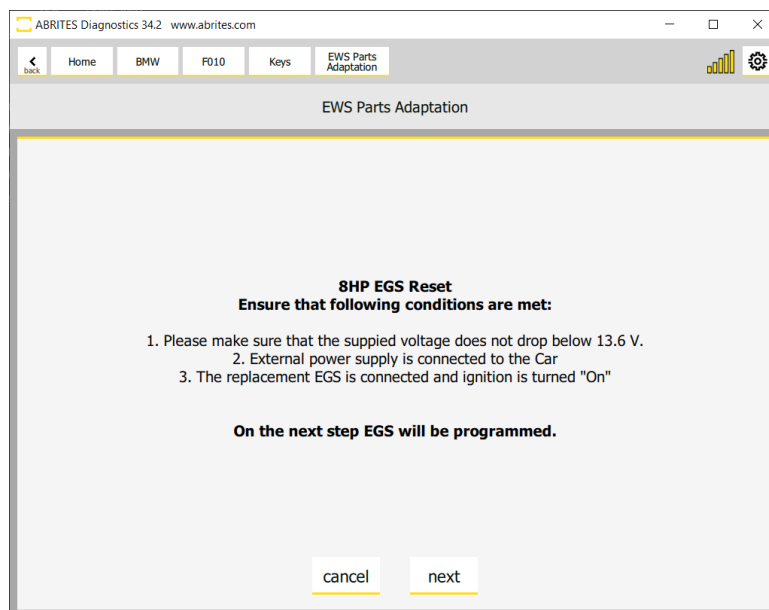 ABRITES Diagnostics 34.2 www.abrites.com
back
Home
BMW
F010
Keys
EWS Parts
Adaptation
EWS Parts Adaptation
8HP EGS Reset
Ensure that following conditions are met:
1. Please make sure that the suppied voltage does not drop below 13.6 V.
2. External power supply is connected to the Car
3. The replacement EGS is connected and ignition is turned "On"
On the next step EGS will be programmed.
cancel
next